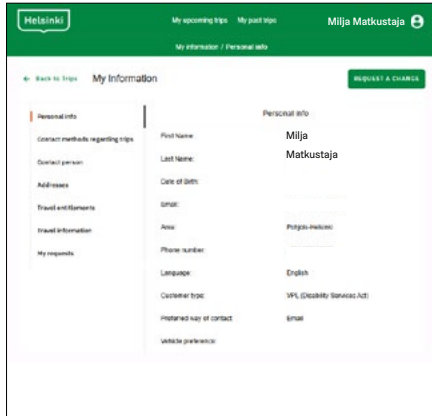 Helsinki
My upcoming trips My past trips Milja Matkustaja
My information / Personal info
← Back to Trips My Information REQUEST A CHANGE
Personal info
Contact methods regarding trips
Contact person
Addresses
Travel entitlements
Travel information
My requests
Personal info
First Name: Milja
Last Name: Matkustaja
Date of Birth:
Email:
Area: Pohjois-Helsinki
Phone number:
Language: English
Customer type: VPL (Disability Services Act)
Preferred way of contact: Email
Vehicle preference: